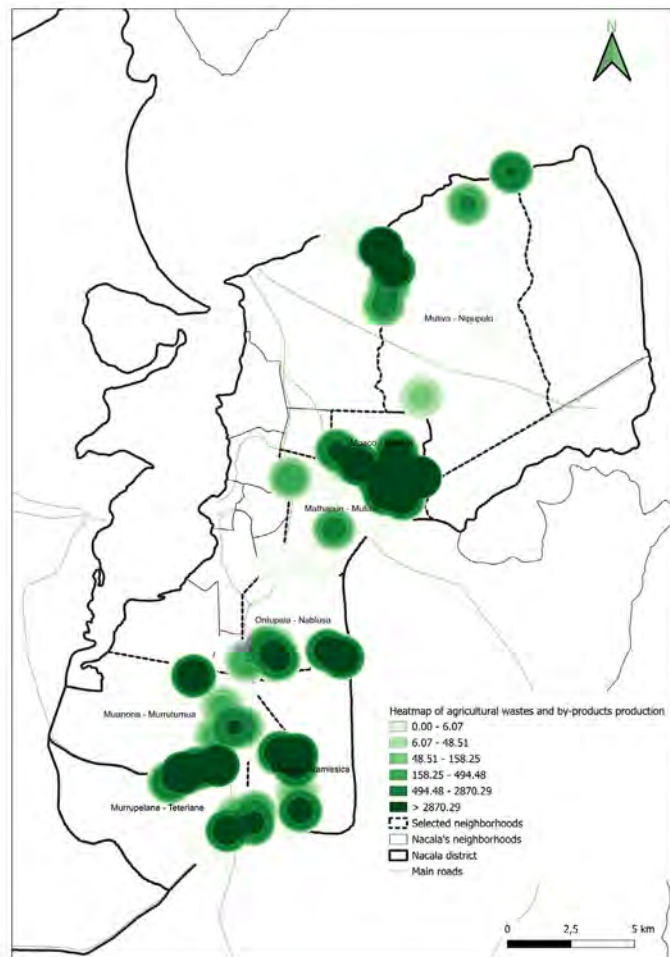 N
Mutiva - Nipupulo
Mathapue - 
Ontupaia - Nabiusa
Muanona - Murrutumua
Murrupelane - Teteriane
Heatmap of agricultural wastes and by-products production
0.00 - 6.07
6.07 - 48.51
48.51 - 158.25
158.25 - 494.48
494.48 - 2870.29
> 2870.29
Selected neighborhoods
Nacala's neighborhoods
Nacala district
Main roads
0 2,5 5 km